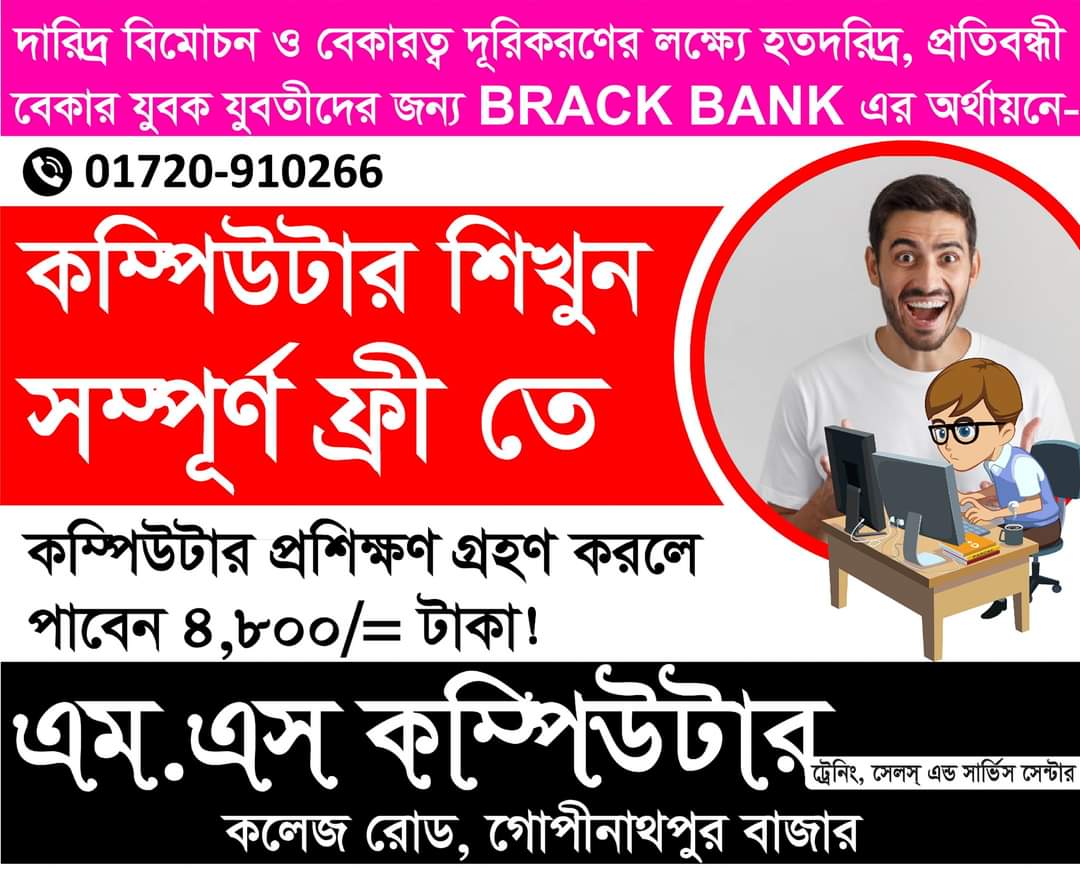 দারিদ্র বিমোচন ও বেকারত্ব দূরিকরণের লক্ষ্যে হতদরিদ্র, প্রতিবন্ধী
বেকার যুবক যুবতীদের জন্য BRACK BANK এর অর্থায়নে-
01720-910266
কম্পিউটার শিখুন
সম্পূর্ণ ফ্রী তে
কম্পিউটার প্রশিক্ষণ গ্রহণ করলে
পাবেন ৪,৮০০/= টাকা!
এম.এস কম্পিউটার
ট্রেনিং, সেলস্ এন্ড সার্ভিস সেন্টার
কলেজ রোড, গোপীনাথপুর বাজার